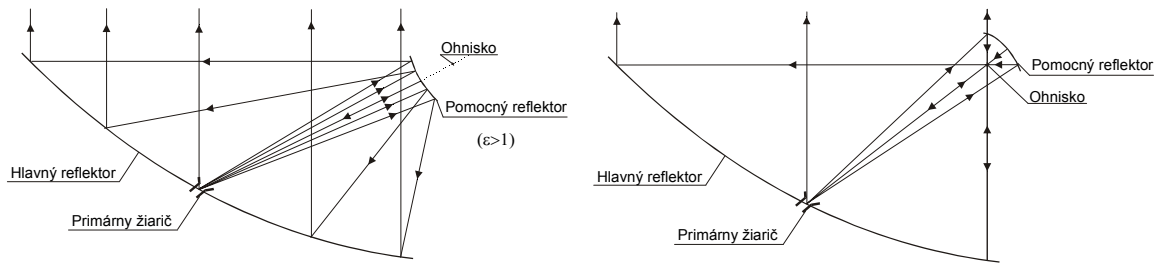 Ohnisko
Pomocný reflektor
(ε>1)
Hlavný reflektor
Primárny žiarič
Pomocný reflektor
Ohnisko
Hlavný reflektor
Primárny žiarič